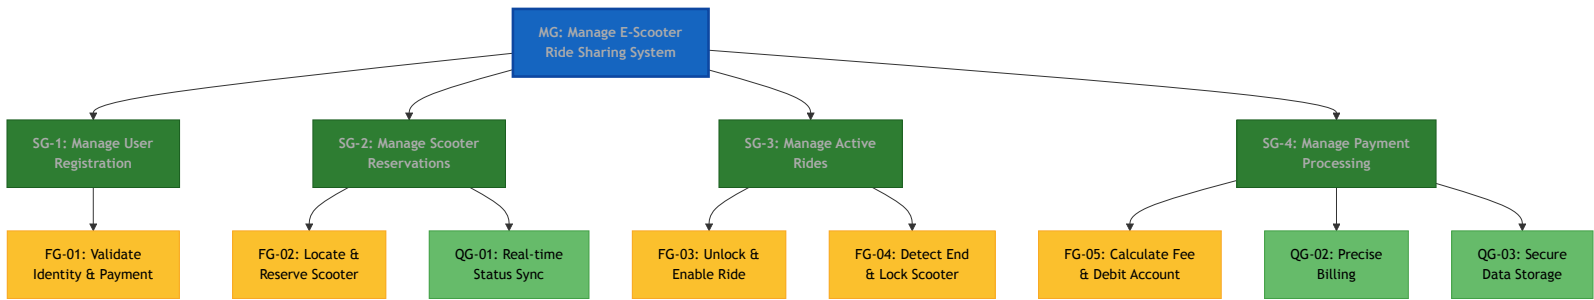 MG: Manage E-Scooter
Ride Sharing System
SG-1: Manage User
Registration
SG-2: Manage Scooter
Reservations
SG-3: Manage Active
Rides
SG-4: Manage Payment
Processing
FG-01: Validate
Identity & Payment
FG-02: Locate &
Reserve Scooter
QG-01: Real-time
Status Sync
FG-03: Unlock &
Enable Ride
FG-04: Detect End
& Lock Scooter
FG-05: Calculate Fee
& Debit Account
QG-02: Precise
Billing
QG-03: Secure
Data Storage